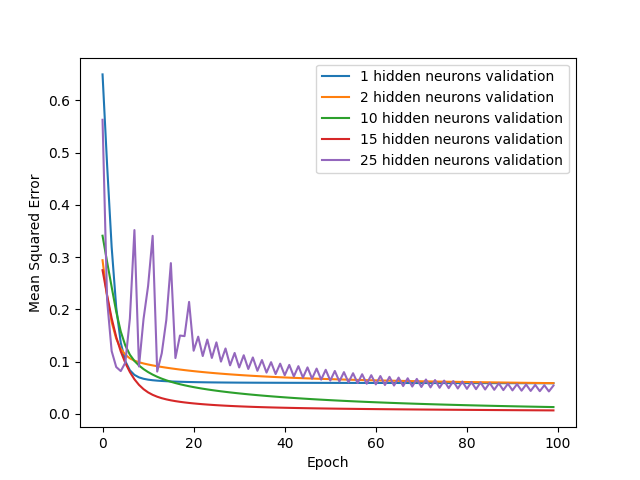 1 hidden neurons validation
2 hidden neurons validation
10 hidden neurons validation
15 hidden neurons validation
25 hidden neurons validation
Mean Squared Error
0.6
0.5
0.4
0.3
0.2
0.1
0.0
0 20 40 60 80 100
Epoch